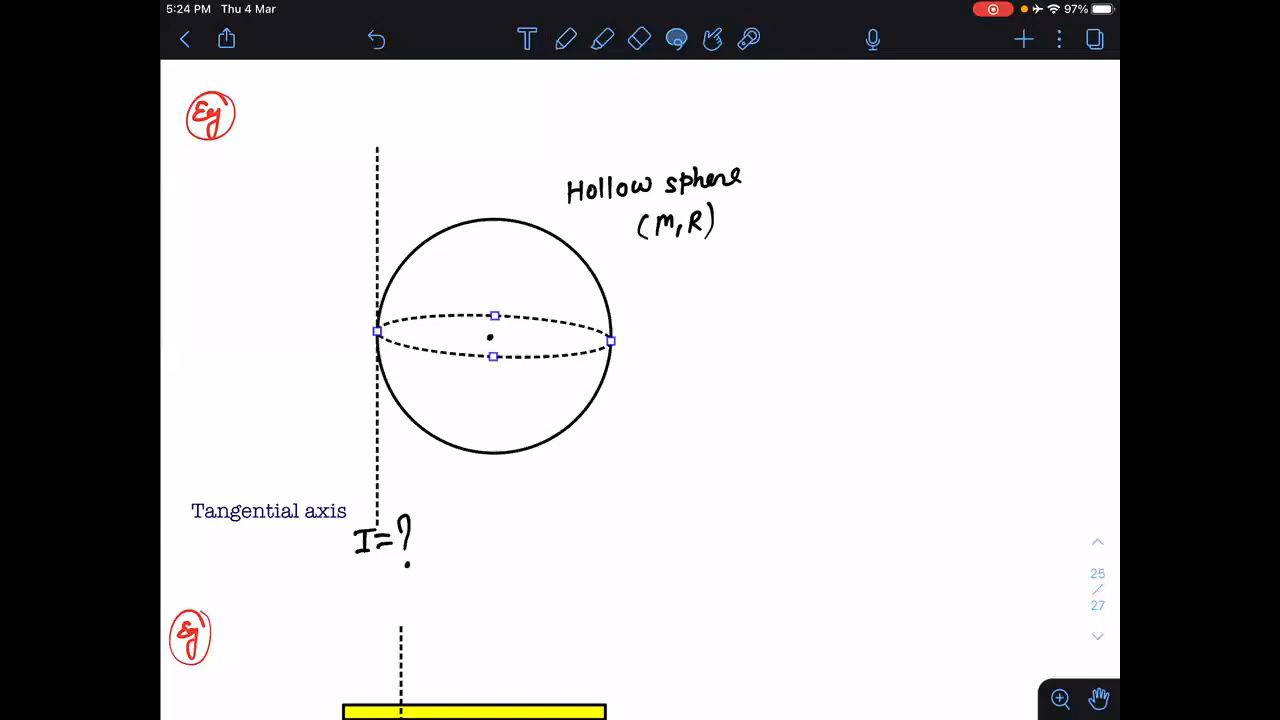 5:24 PM Thu 4 Mar
97%
Eg
Hollow sphere
(M, R)
Tangential axis
I=?
25
/
27
Eg